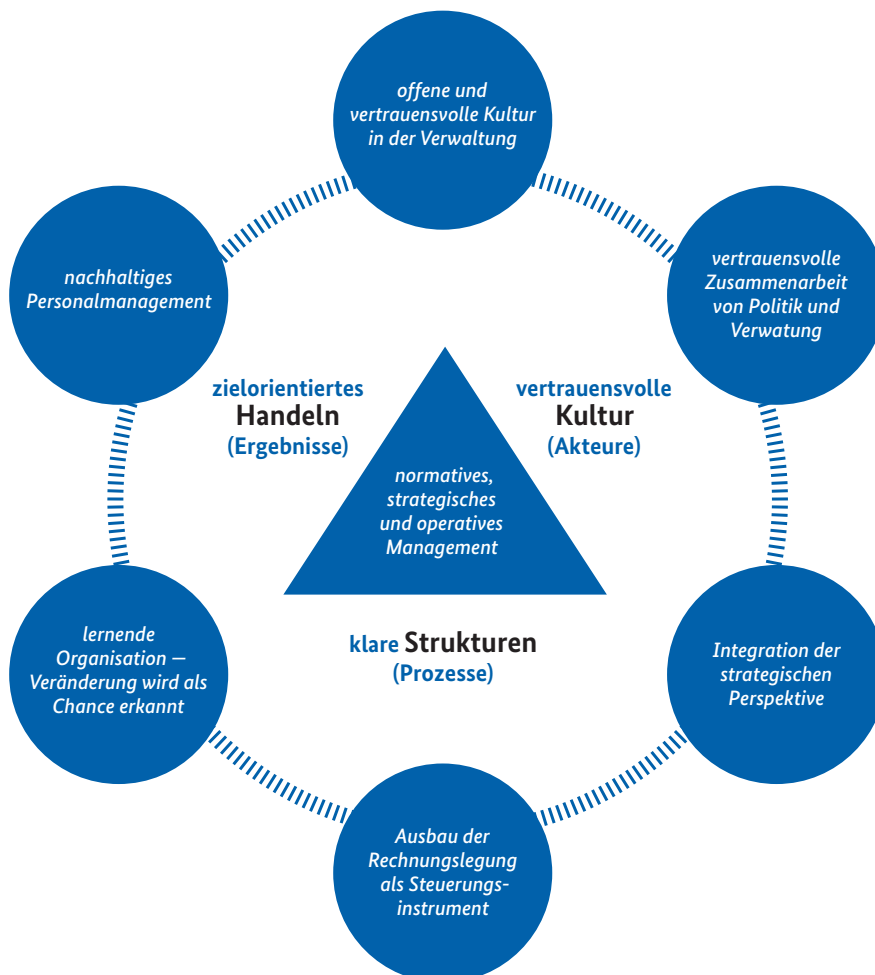 offene und
vertrauensvolle Kultur
in der Verwaltung
nachhaltiges
Personalmanagement
vertrauensvolle
Zusammenarbeit
von Politik und
Verwatung
zielorientiertes
Handeln
(Ergebnisse)
vertrauensvolle
Kultur
(Akteure)
normatives,
strategisches
und operatives
Management
klare Strukturen
(Prozesse)
lernende
Organisation —
Veränderung wird als
Chance erkannt
Integration der
strategischen
Perspektive
Ausbau der
Rechnungslegung
als Steuerungs-
instrument